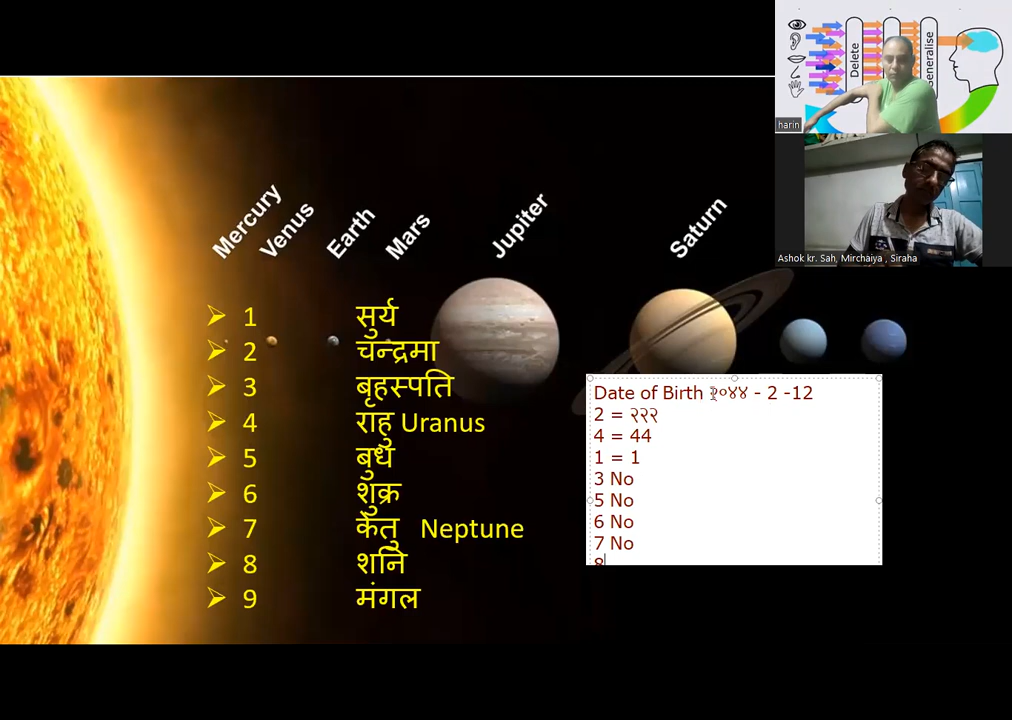 Delete
Generalise
harin
Ashok kr. Sah, Mirchaiya , Siraha
Mercury
Venus
Earth
Mars
Jupiter
Saturn
➢ 1 सुर्य
➢ 2 चन्द्रमा
➢ 3 बृहस्पति
➢ 4 राहु Uranus
➢ 5 बुध
➢ 6 शुक्र
➢ 7 केतु Neptune
➢ 8 शनि
➢ 9 मंगल
Date of Birth २०४४ - 2 -12
2 = २२२
4 = 44
1 = 1
3 No
5 No
6 No
7 No
8